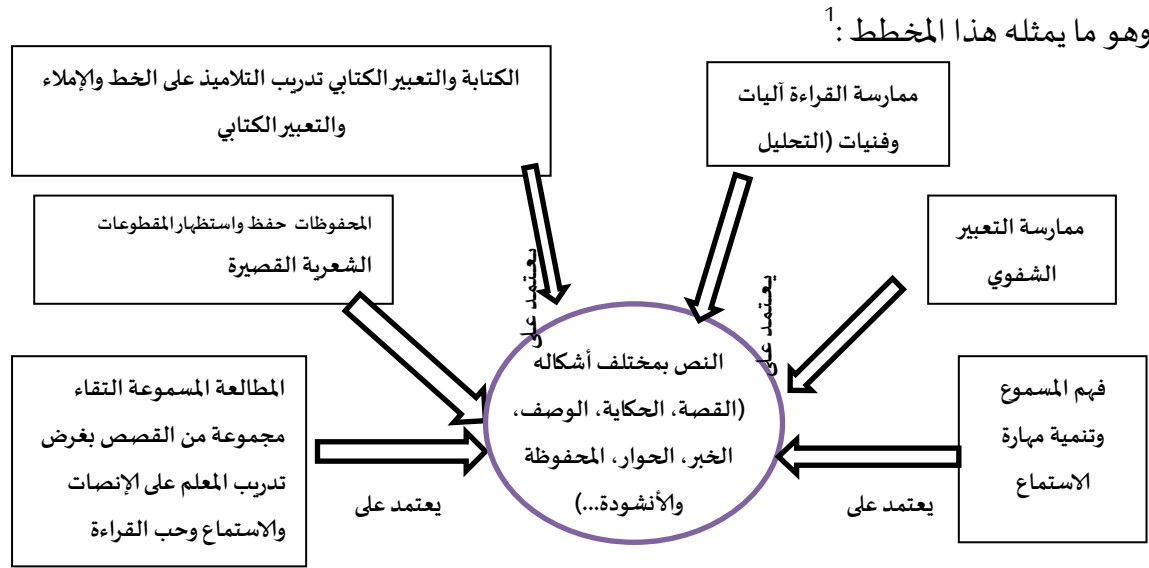 وهو ما يمثله هذا المخطط :1
ممارسة القراءة آليات
وفنيات (التحليل
الكتابة والتعبير الكتابي تدريب التلاميذ على الخط والإملاء
والتعبير الكتابي
ممارسة التعبير
الشفوي
المحفوظات حفظ واستظهار المقطوعات
الشعرية القصيرة
يعتمد على
يعتمد على
النص بمختلف أشكاله
(القصة، الحكاية، الوصف،
الخبر، الحوار، المحفوظة
والأنشودة...)
فهم المسموع
وتنمية مهارة
الاستماع
يعتمد على
يعتمد على
المطالعة المسموعة التقاء
مجموعة من القصص بغرض
تدريب المعلم على الإنصات
والاستماع وحب القراءة